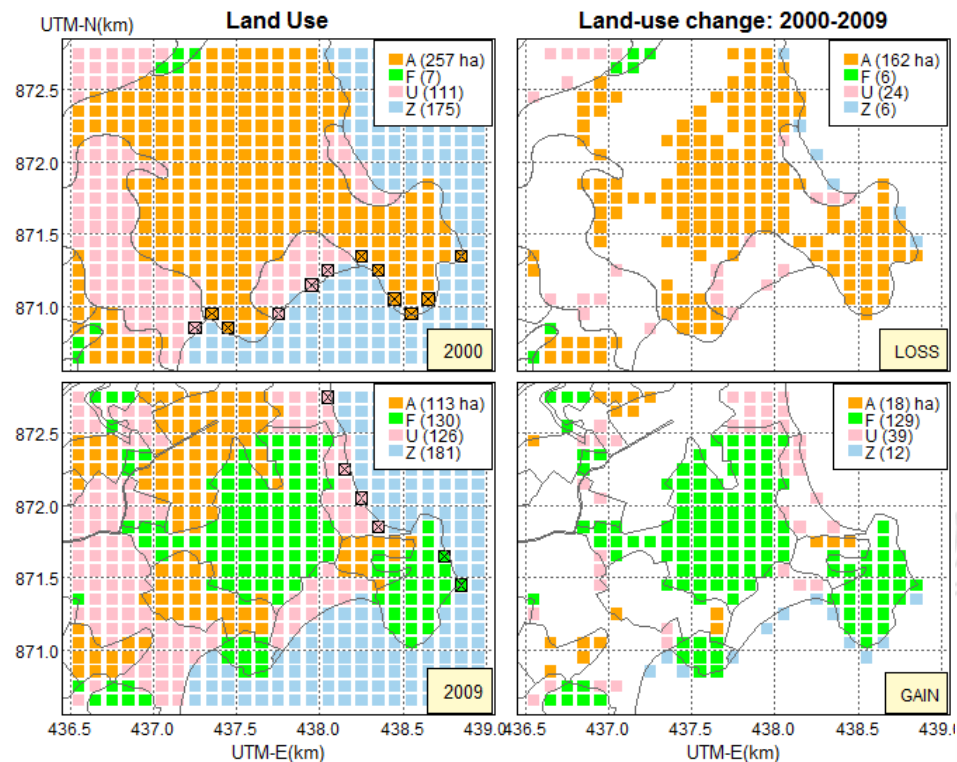 UTM-N(km) Land Use Land-use change: 2000-2009
A (257 ha)
F (7)
U (111)
Z (175)
A (162 ha)
F (6)
U (24)
Z (6)
872.5
872.0
871.5
871.0
2000
LOSS
A (113 ha)
F (130)
U (126)
Z (181)
A (18) ha)
F (129)
U (39)
Z (12)
872.5
872.0
871.5
871.0
2009
GAIN
436.5 437.0 437.5 438.0 438.5 439.0 436.5 437.0 437.5 438.0 438.5 439.0
UTM-E(km) UTM-E(km)